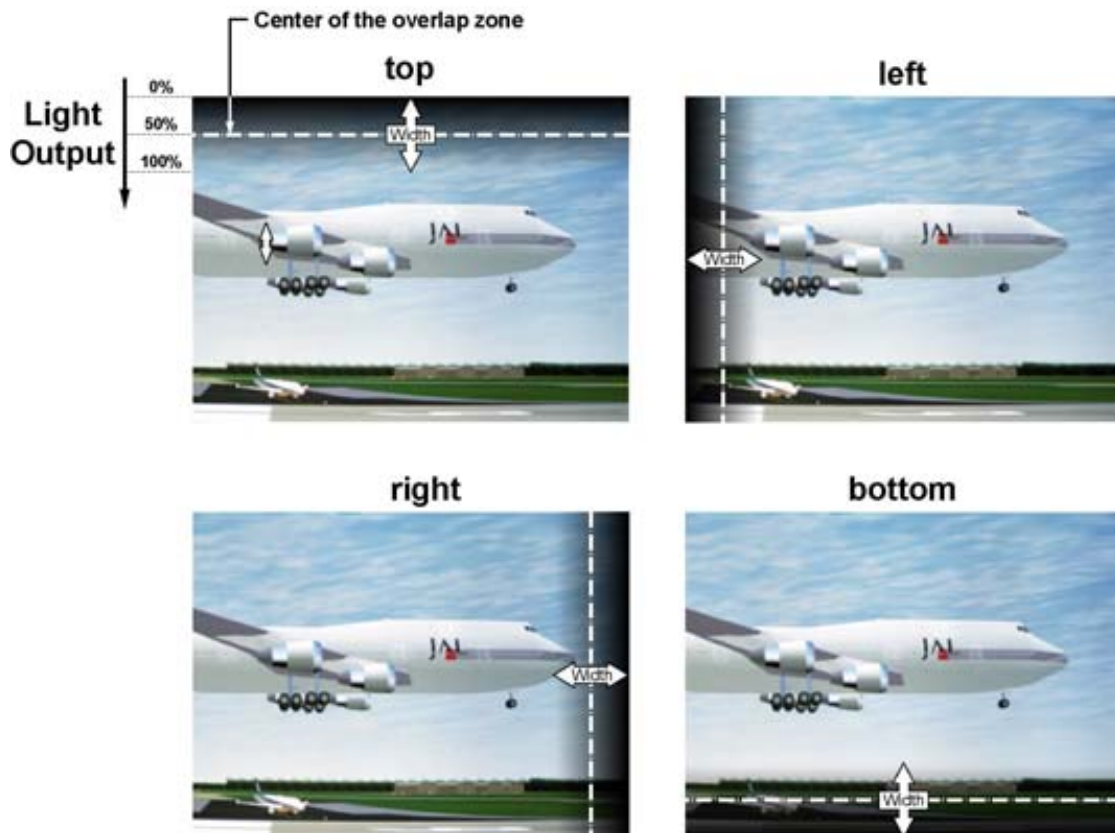 Center of the overlap zone
top
left
0%
Light
Output
50%
100%
Width
JAL
JAL
Width
right
bottom
JAL
JAL
Width
Width